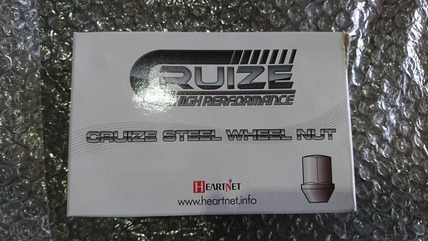 CRUIZE
HIGH PERFORMANCE
CRUIZE STEEL WHEEL NUT
HEARTNET
www.heartnet.info